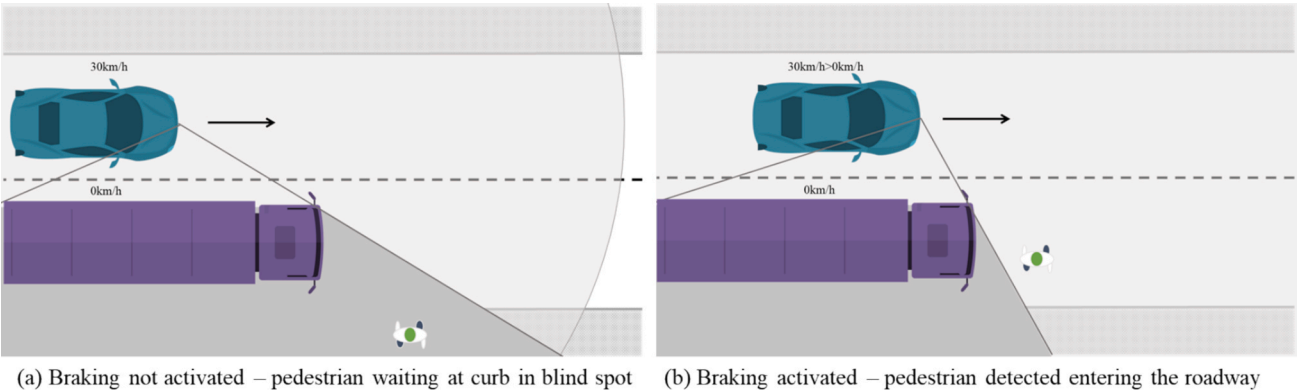 30km/h
0km/h
(a) Braking not activated – pedestrian waiting at curb in blind spot
30km/h>0km/h
0km/h
(b) Braking activated – pedestrian detected entering the roadway